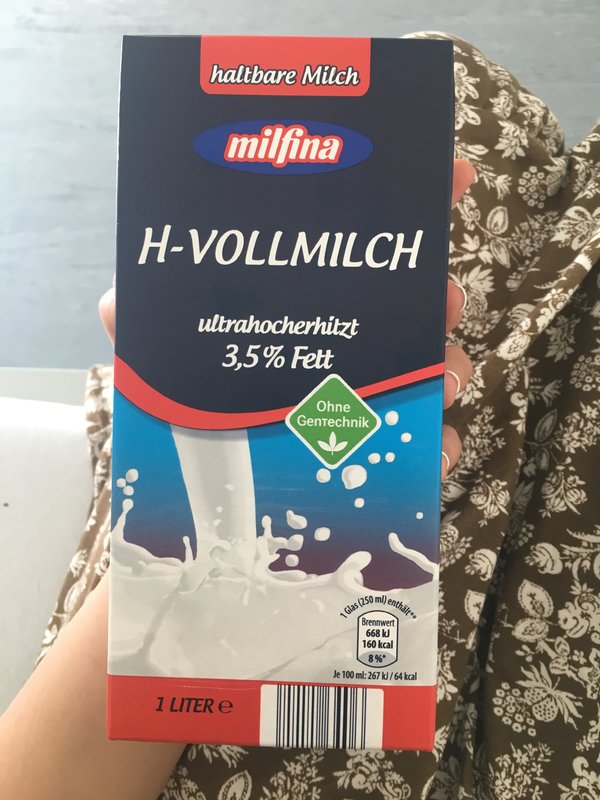 haltbare Milch
milfina
H-VOLLMILCH
ultrahocherhitzt
3,5% Fett
Ohne
GenTechnik
1 Glas (250 ml) enthält**
Brennwert
668 kJ
160 kcal
8 %*
Je 100 ml: 267 kJ / 64 kcal
1 LITER ℮